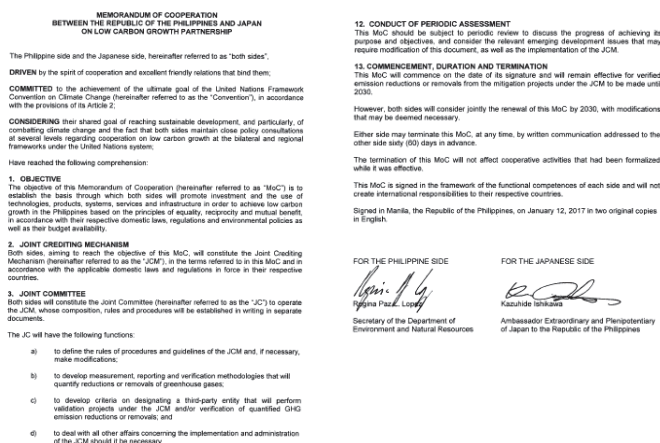 MEMORANDUM OF COOPERATION
BETWEEN THE REPUBLIC OF THE PHILIPPINES AND JAPAN
ON LOW CARBON GROWTH PARTNERSHIP
The Philippine side and the Japanese side, hereinafter referred to as "both sides",
DRIVEN by the spirit of cooperation and excellent friendly relations that bind them;
COMMITTED to the achievement of the ultimate goal of the United Nations Framework
Convention on Climate Change (hereinafter referred to as the "Convention"), in accordance
with the provisions of its Article 2;
CONSIDERING their shared goal of reaching sustainable development, and particularly, of
combatting climate change and the fact that both sides maintain close policy consultations
at several levels regarding cooperation on low carbon growth at the bilateral and regional
frameworks under the United Nations system;
Have reached the following comprehension:
1. OBJECTIVE
The objective of this Memorandum of Cooperation (hereinafter referred to as "MoC") is to
establish the basis through which both sides will promote investment and the use of
technologies, products, systems, services and infrastructure in order to achieve low carbon
growth in the Philippines based on the principles of equality, reciprocity and mutual benefit,
in accordance with their respective domestic laws, regulations and environmental policies as
well as their budget availability.
2. JOINT CREDITING MECHANISM
Both sides, aiming to reach the objective of this MoC, will constitute the Joint Crediting
Mechanism (hereinafter referred to as the "JCM"), in the terms referred to in this MoC and in
accordance with the applicable domestic laws and regulations in force in their respective
countries.
3. JOINT COMMITTEE
Both sides will constitute the Joint Committee (hereinafter referred to as the "JC") to operate
the JCM, whose composition, rules and procedures will be established in writing in separate
documents.
The JC will have the following functions:
a) to define the rules of procedures and guidelines of the JCM and, if necessary,
make modifications;
b) to develop measurement, reporting and verification methodologies that will
quantify reductions or removals of greenhouse gases;
c) to develop criteria on designating a third-party entity that will perform
validation projects under the JCM and/or verification of quantified GHG
emission reductions or removals; and
d) to deal with all other affairs concerning the implementation and administration
of the JCM should it be necessary
12. CONDUCT OF PERIODIC ASSESSMENT
This MoC should be subject to periodic review to discuss the progress of achieving its
purpose and objectives, and consider the relevant emerging development issues that may
require modification of this document, as well as the implementation of the JCM.
13. COMMENCEMENT, DURATION AND TERMINATION
This MoC will commence on the date of its signature and will remain effective for verified
emission reductions or removals from the mitigation projects under the JCM to be made until
2030.
However, both sides will consider jointly the renewal of this MoC by 2030, with modifications
that may be deemed necessary.
Either side may terminate this MoC, at any time, by written communication addressed to the
other side sixty (60) days in advance.
The termination of this MoC will not affect cooperative activities that had been formalized
while it was effective.
This MoC is signed in the framework of the functional competences of each side and will not
create international responsibilities to their respective countries.
Signed in Manila, the Republic of the Philippines, on January 12, 2017 in two original copies
in English.
FOR THE PHILIPPINE SIDE FOR THE JAPANESE SIDE
Regina Paz L. Lopez Kazuhide Ishikawa
Secretary of the Department of Ambassador Extraordinary and Plenipotentiary
Environment and Natural Resources of Japan to the Republic of the Philippines